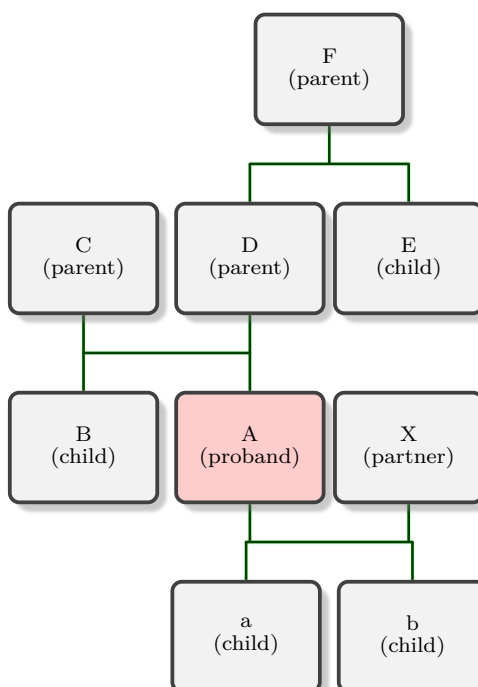 F
(parent)
C
(parent)
D
(parent)
E
(child)
B
(child)
A
(proband)
X
(partner)
a
(child)
b
(child)